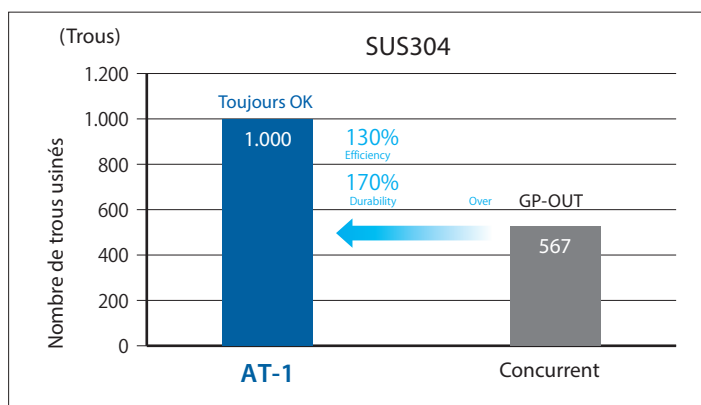 (Trous)
SUS304
Nombre de trous usinés
1.200
1.000
800
600
400
200
0
Toujours OK
1.000
130%
Efficiency
170%
Durability
Over
GP-OUT
567
AT-1
Concurrent